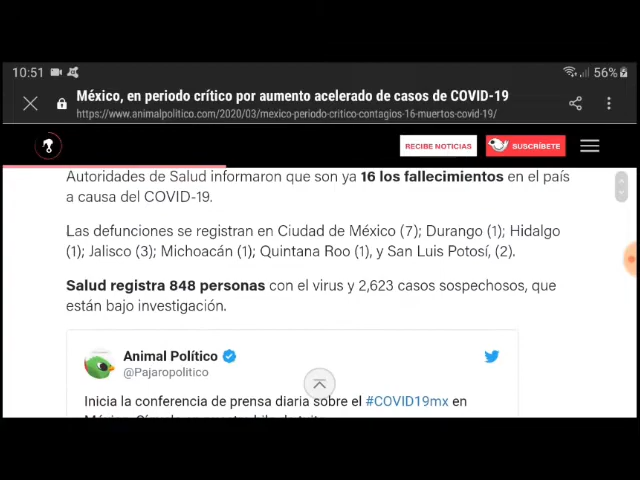 10:51
56%
México, en periodo crítico por aumento acelerado de casos de COVID-19
https://www.animalpolitico.com/2020/03/mexico-periodo-critico-contagios-16-muertos-covid-19/
RECIBE NOTICIAS
SUSCRÍBETE
Autoridades de Salud informaron que son ya 16 los fallecimientos en el país
a causa del COVID-19.
Las defunciones se registran en Ciudad de México (7); Durango (1); Hidalgo
(1); Jalisco (3); Michoacán (1); Quintana Roo (1), y San Luis Potosí, (2).
Salud registra 848 personas con el virus y 2,623 casos sospechosos, que
están bajo investigación.
Animal Político
@Pajaropolitico
Inicia la conferencia de prensa diaria sobre el #COVID19mx en